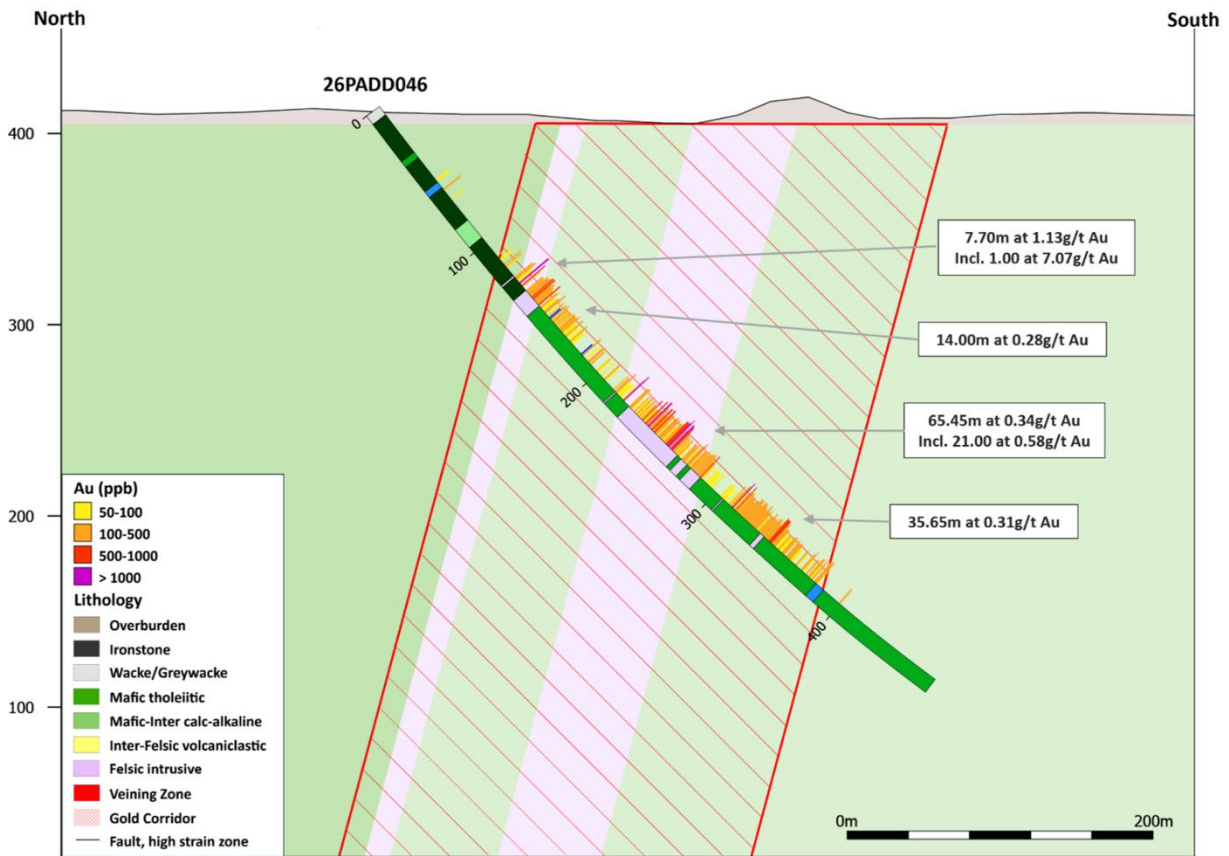 North
South
26PADD046
400
300
200
100
0
100
200
300
400
7.70m at 1.13g/t Au
Incl. 1.00 at 7.07g/t Au
14.00m at 0.28g/t Au
65.45m at 0.34g/t Au
Incl. 21.00 at 0.58g/t Au
35.65m at 0.31g/t Au
Au (ppb)
50-100
100-500
500-1000
> 1000
Lithology
Overburden
Ironstone
Wacke/Greywacke
Mafic tholeiitic
Mafic-Inter calc-alkaline
Inter-Felsic volcaniclastic
Felsic intrusive
Veining Zone
Gold Corridor
Fault, high strain zone
0m
200m